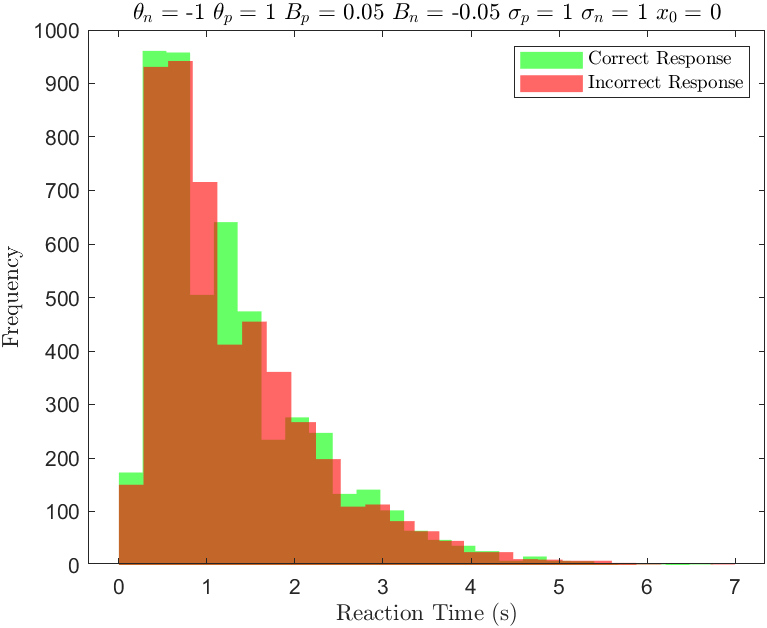 θₙ = -1 θₚ = 1 Bₚ = 0.05 Bₙ = -0.05 σₚ = 1 σₙ = 1 x₀ = 0
1000
900
800
700
600
500
400
300
200
100
0
Frequency
Correct Response
Incorrect Response
0 1 2 3 4 5 6 7
Reaction Time (s)